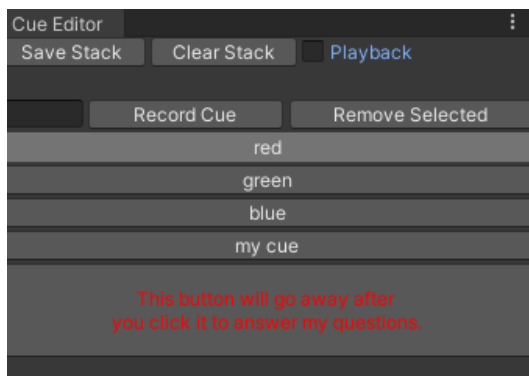 Cue Editor
Save Stack Clear Stack Playback
Record Cue Remove Selected
red
green
blue
my cue
This button will go away after
you click it to answer my questions.